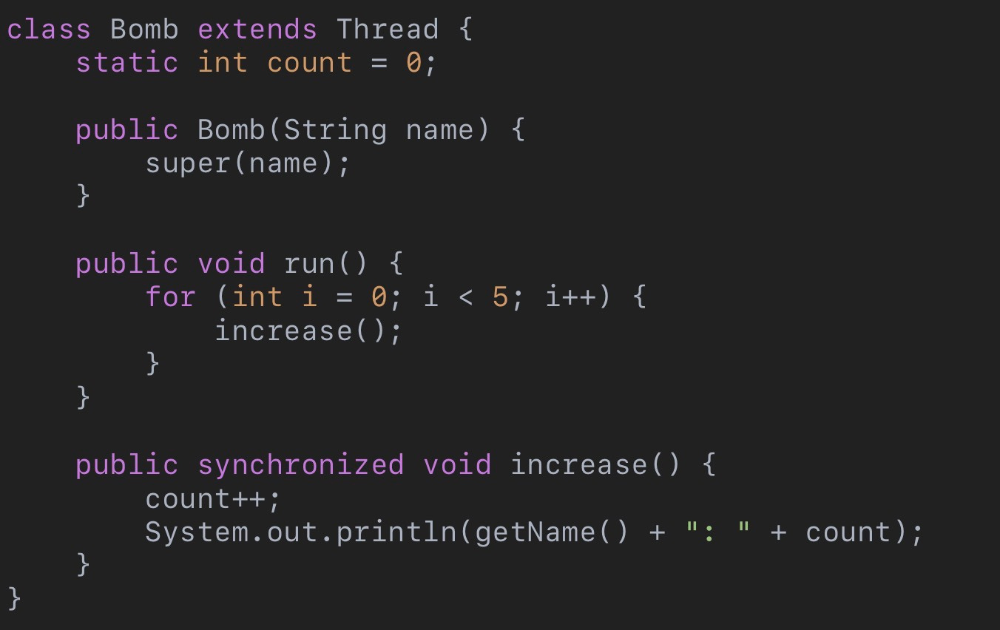 class Bomb extends Thread {
    static int count = 0;

    public Bomb(String name) {
        super(name);
    }

    public void run() {
        for (int i = 0; i < 5; i++) {
            increase();
        }
    }

    public synchronized void increase() {
        count++;
        System.out.println(getName() + ": " + count);
    }
}